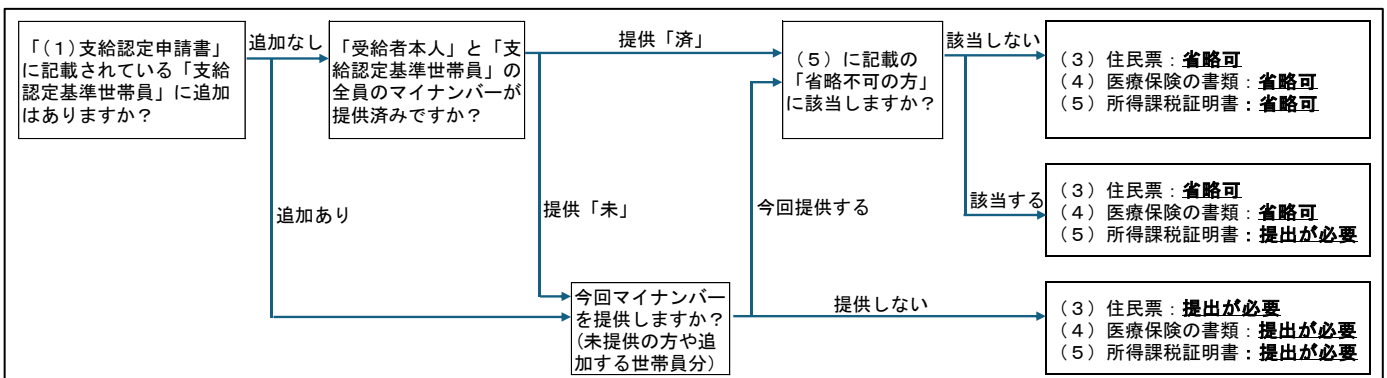 「(1)支給認定申請書」
に記載されている「支給
認定基準世帯員」に追加
はありますか？
追加なし
追加あり
「受給者本人」と「支
給認定基準世帯員」の
全員のマイナンバーが
提供済みですか？
提供「済」
提供「未」
今回マイナンバー
を提供しますか？
(未提供の方や追
加する世帯員分)
今回提供する
提供しない
(5)に記載の
「省略不可の方」
に該当しますか？
該当しない
該当する
(3)住民票：省略可
(4)医療保険の書類：省略可
(5)所得課税証明書：省略可
(3)住民票：省略可
(4)医療保険の書類：省略可
(5)所得課税証明書：提出が必要
(3)住民票：提出が必要
(4)医療保険の書類：提出が必要
(5)所得課税証明書：提出が必要